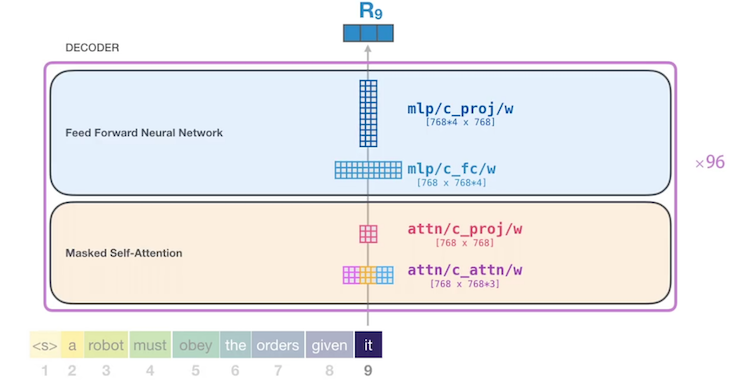 R9
DECODER
mlp/c_proj/w
[768*4 x 768]
Feed Forward Neural Network
mlp/c_fc/w
[768 x 768*4]
×96
attn/c_proj/w
[768 x 768]
Masked Self-Attention
attn/c_attn/w
[768 x 768*3]
<s> a robot must obey the orders given it
1 2 3 4 5 6 7 8 9